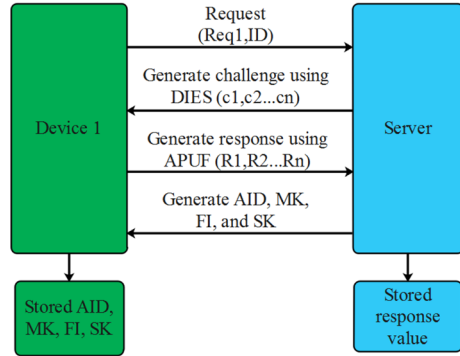 Request
(Req1,ID)
Generate challenge using
DIES (c1,c2...cn)
Device 1
Server
Generate response using
APUF (R1,R2...Rn)
Generate AID, MK,
FI, and SK
Stored AID,
MK, FI, SK
Stored
response
value